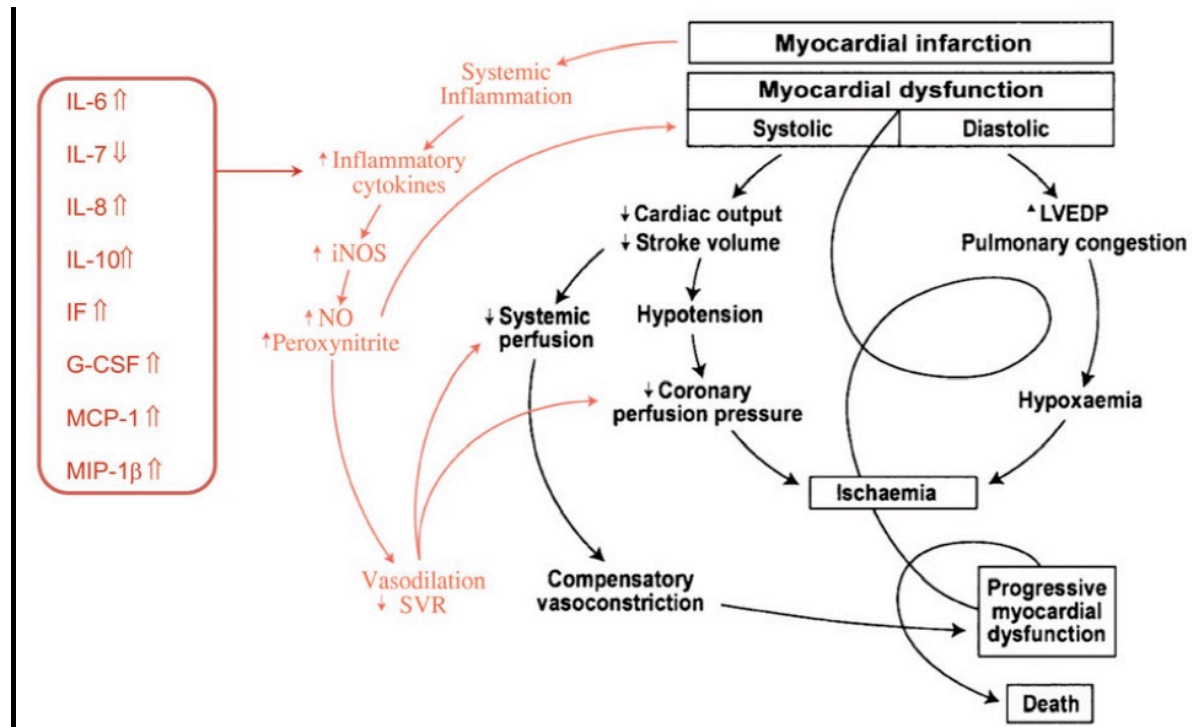 Myocardial infarction
Systemic
Inflammation
Myocardial dysfunction
Systolic
Diastolic
IL-6 ⇑
IL-7 ⇓
IL-8 ⇑
IL-10⇑
IF ⇑
G-CSF ⇑
MCP-1 ⇑
MIP-1β ⇑
↑ Inflammatory
cytokines
↑ iNOS
↑ NO
↑ Peroxynitrite
Vasodilation
↓ SVR
↓ Cardiac output
↓ Stroke volume
↓ Systemic
perfusion
Hypotension
↓ Coronary
perfusion pressure
▲ LVEDP
Pulmonary congestion
Hypoxaemia
Ischaemia
Compensatory
vasoconstriction
Progressive
myocardial
dysfunction
Death